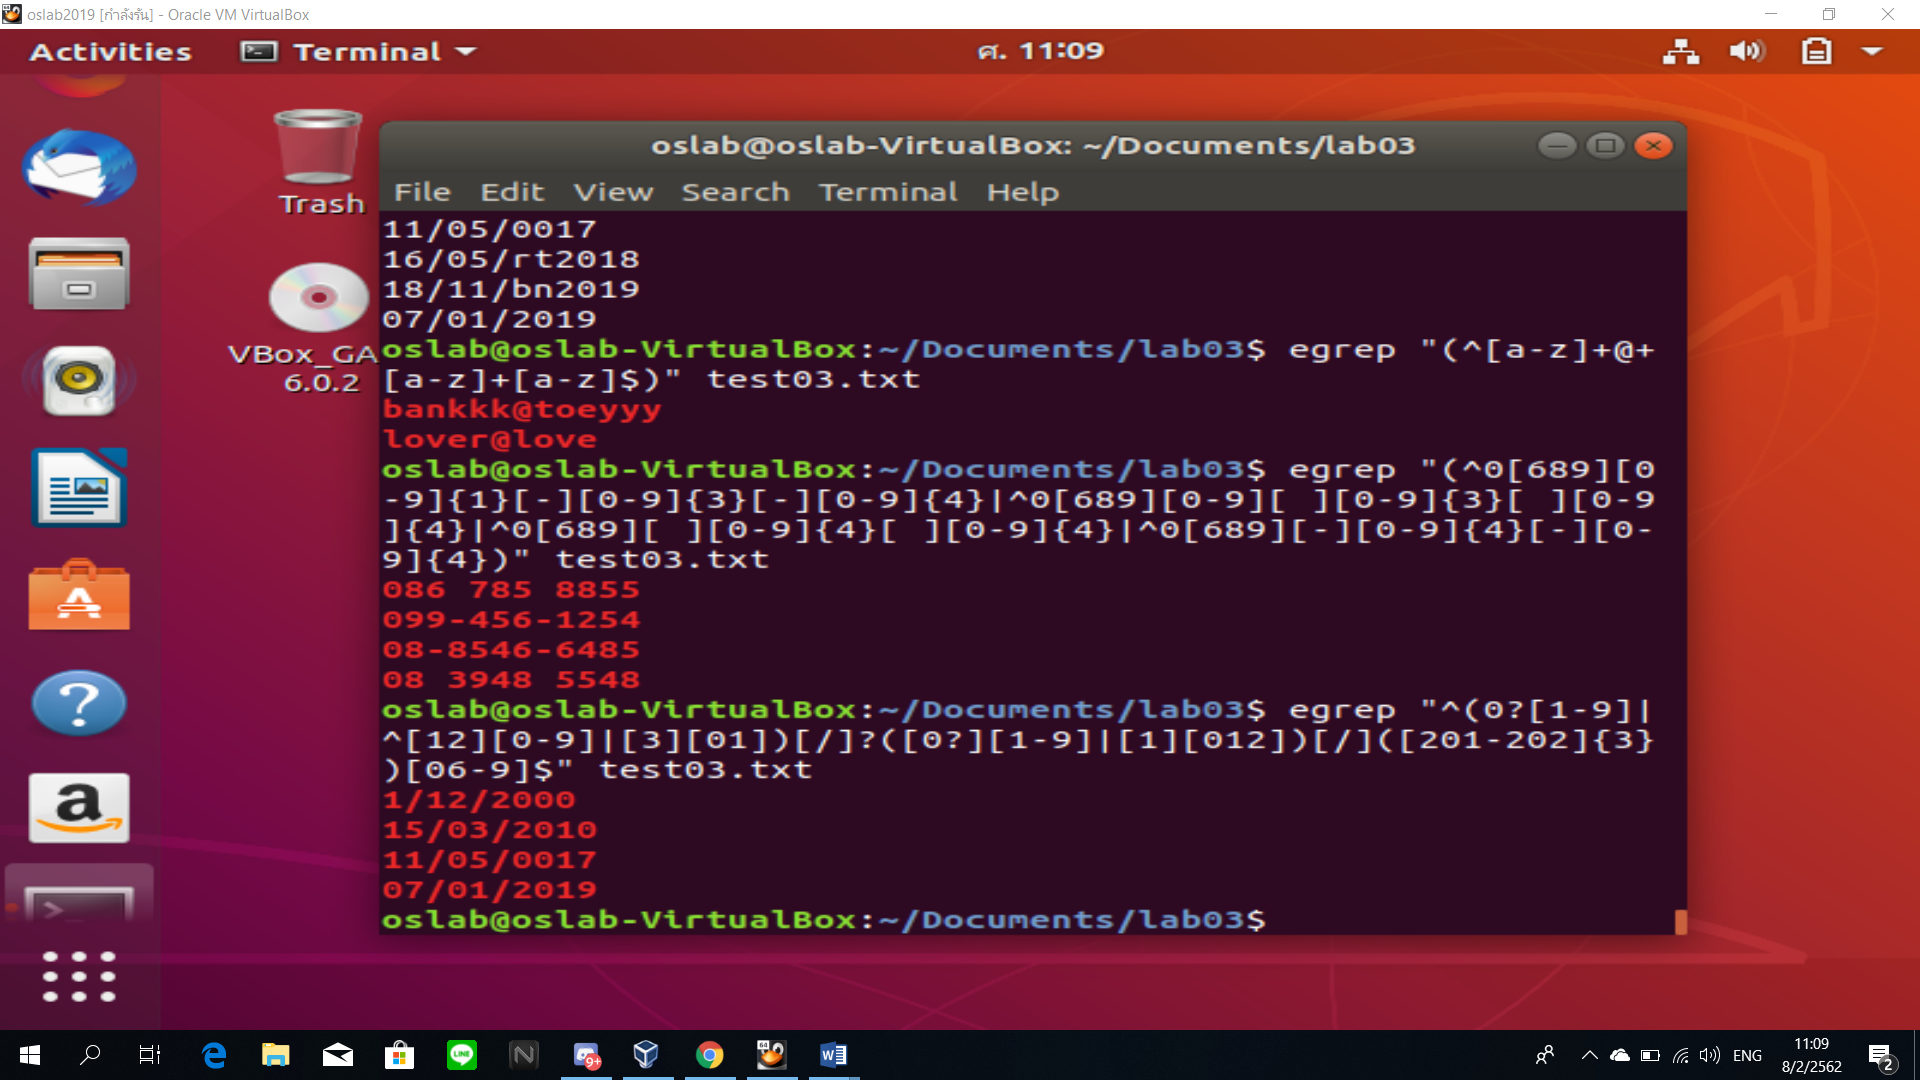 oslab2019 [กำลังรัน] - Oracle VM VirtualBox
Activities Terminal ศ. 11:09
Trash
VBox_GA
6.0.2
oslab@oslab-VirtualBox: ~/Documents/lab03
File Edit View Search Terminal Help
11/05/0017
16/05/rt2018
18/11/bn2019
07/01/2019
oslab@oslab-VirtualBox:~/Documents/lab03$ egrep "(^[a-z]+@+
[a-z]+[a-z]$)" test03.txt
bankkk@toeyyy
lover@love
oslab@oslab-VirtualBox:~/Documents/lab03$ egrep "(^0[689][0
-9]{1}[-][0-9]{3}[-][0-9]{4}|^0[689][0-9][ ][0-9]{3}[ ][0-9
]{4}|^0[689][ ][0-9]{4}[ ][0-9]{4}|^0[689][-][0-9]{4}[-][0-
9]{4})" test03.txt
086 785 8855
099-456-1254
08-8546-6485
08 3948 5548
oslab@oslab-VirtualBox:~/Documents/lab03$ egrep "^(0?[1-9]|
^[12][0-9]|[3][01])[/]?([0?][1-9]|[1][012])[/]([201-202]{3}
)[06-9]$" test03.txt
1/12/2000
15/03/2010
11/05/0017
07/01/2019
oslab@oslab-VirtualBox:~/Documents/lab03$
LINE
N
9+
64
ENG
11:09
8/2/2562
2